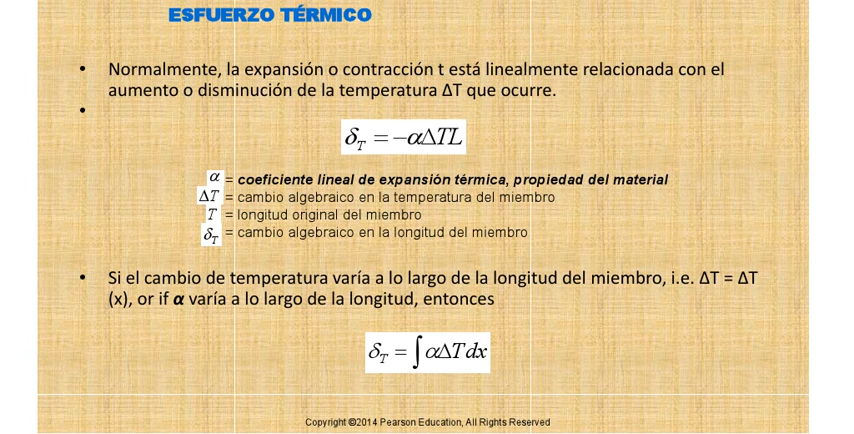 ESFUERZO TÉRMICO
• Normalmente, la expansión o contracción t está linealmente relacionada con el
aumento o disminución de la temperatura ΔT que ocurre.
•
δ_T = −αΔTL
α = coeficiente lineal de expansión térmica, propiedad del material
ΔT = cambio algebraico en la temperatura del miembro
T = longitud original del miembro
δ_T = cambio algebraico en la longitud del miembro
• Si el cambio de temperatura varía a lo largo de la longitud del miembro, i.e. ΔT = ΔT
(x), or if α varía a lo largo de la longitud, entonces
δ_T = ∫ αΔT dx
Copyright ©2014 Pearson Education, All Rights Reserved